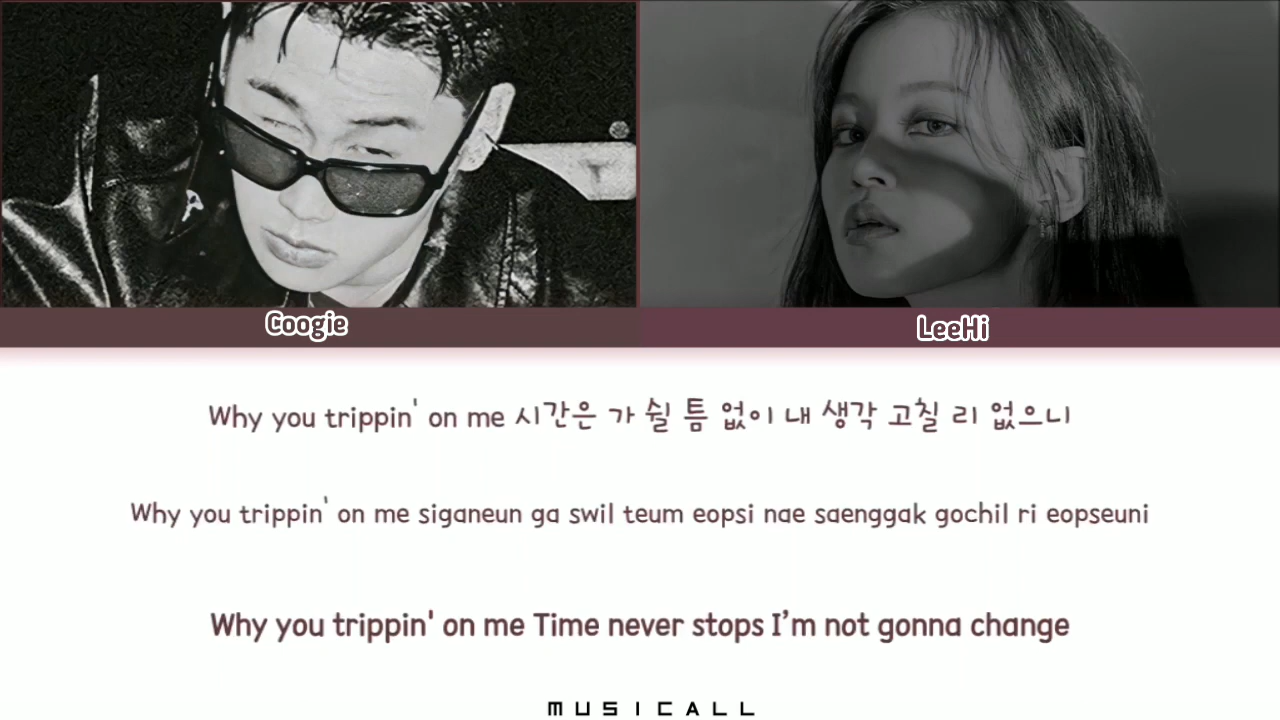 Coogie
LeeHi
Why you trippin' on me 시간은 가 쉴 틈 없이 내 생각 고칠 리 없으니
Why you trippin' on me siganeun ga swil teum eopsi nae saenggak gochil ri eopseuni
Why you trippin' on me Time never stops I’m not gonna change
MUSICALL